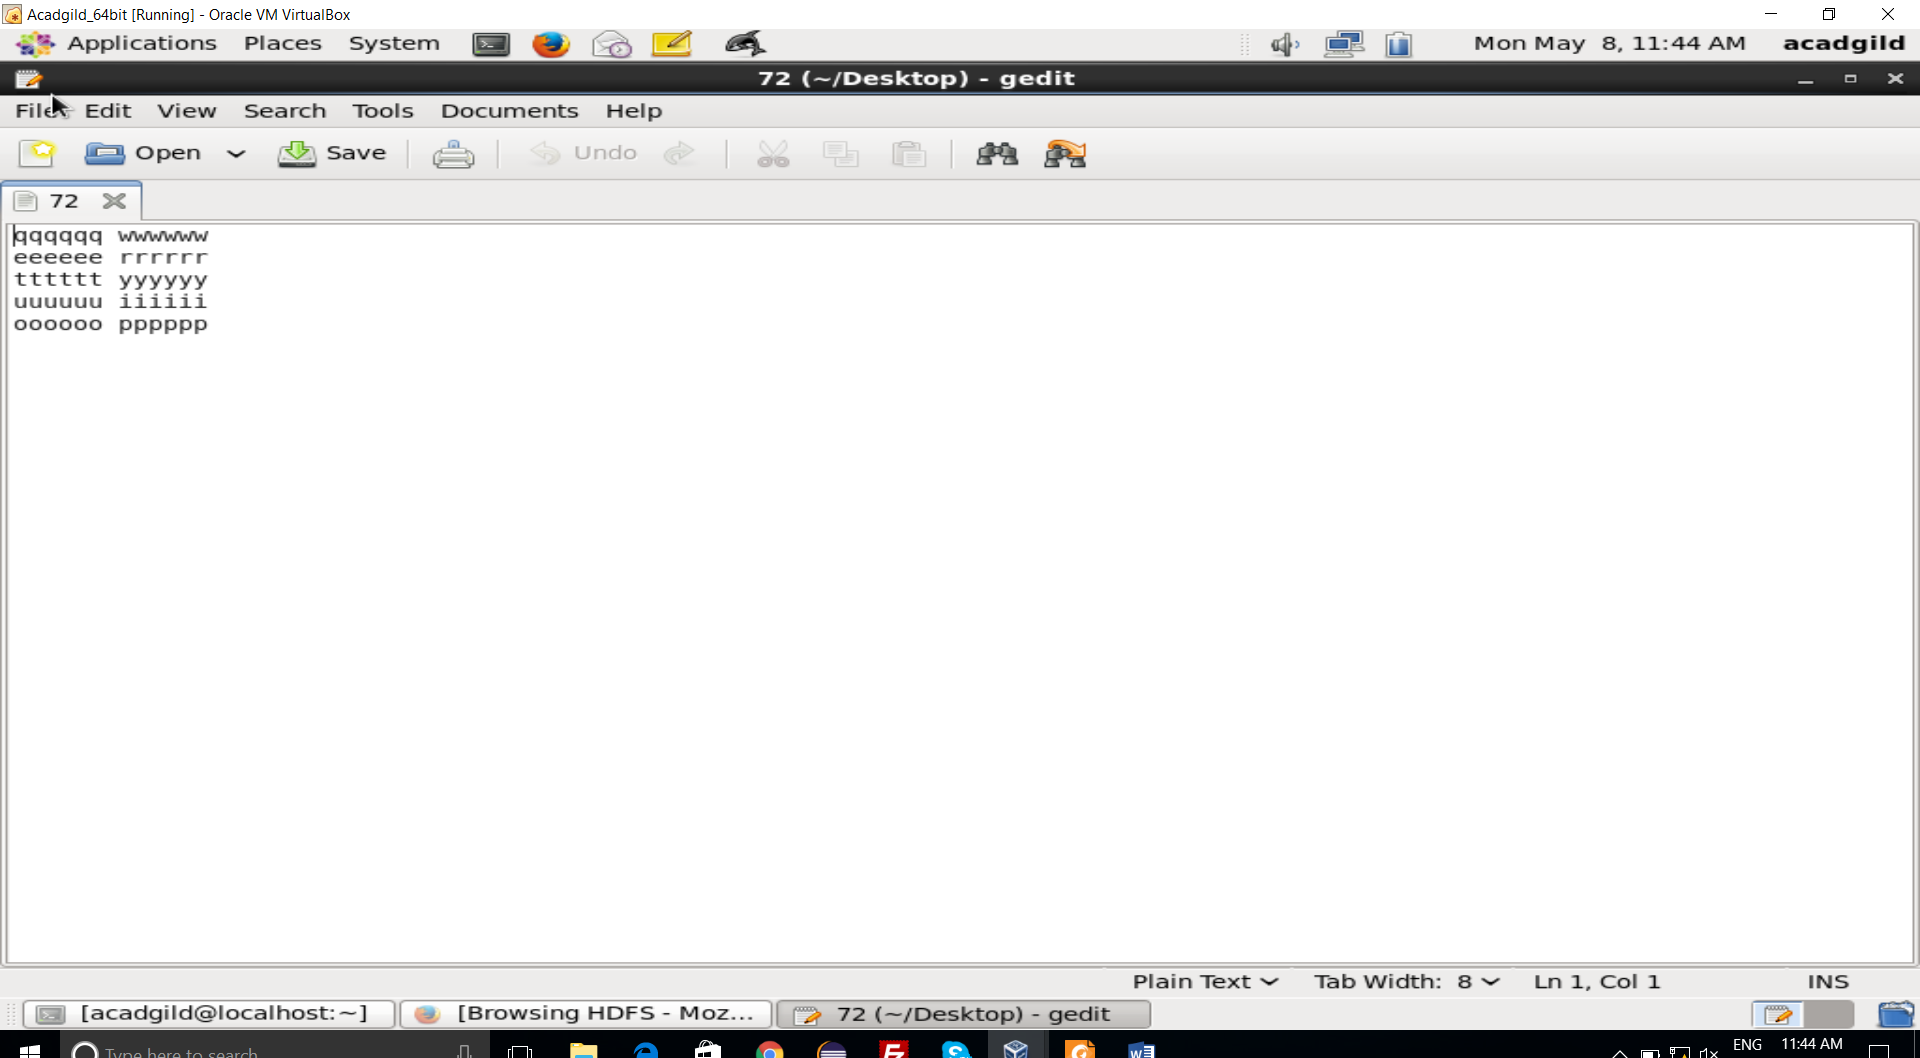 Acadgild_64bit [Running] - Oracle VM VirtualBox
Applications Places System Mon May 8, 11:44 AM acadgild
72 (~/Desktop) - gedit
File Edit View Search Tools Documents Help
Open Save Undo
72
qqqqqq wwwwww
eeeeee rrrrrr
tttttt yyyyyy
uuuuuu iiiiii
oooooo pppppp
Plain Text Tab Width: 8 Ln 1, Col 1 INS
[acadgild@localhost:~] [Browsing HDFS - Moz... 72 (~/Desktop) - gedit
Type here to search ENG 11:44 AM